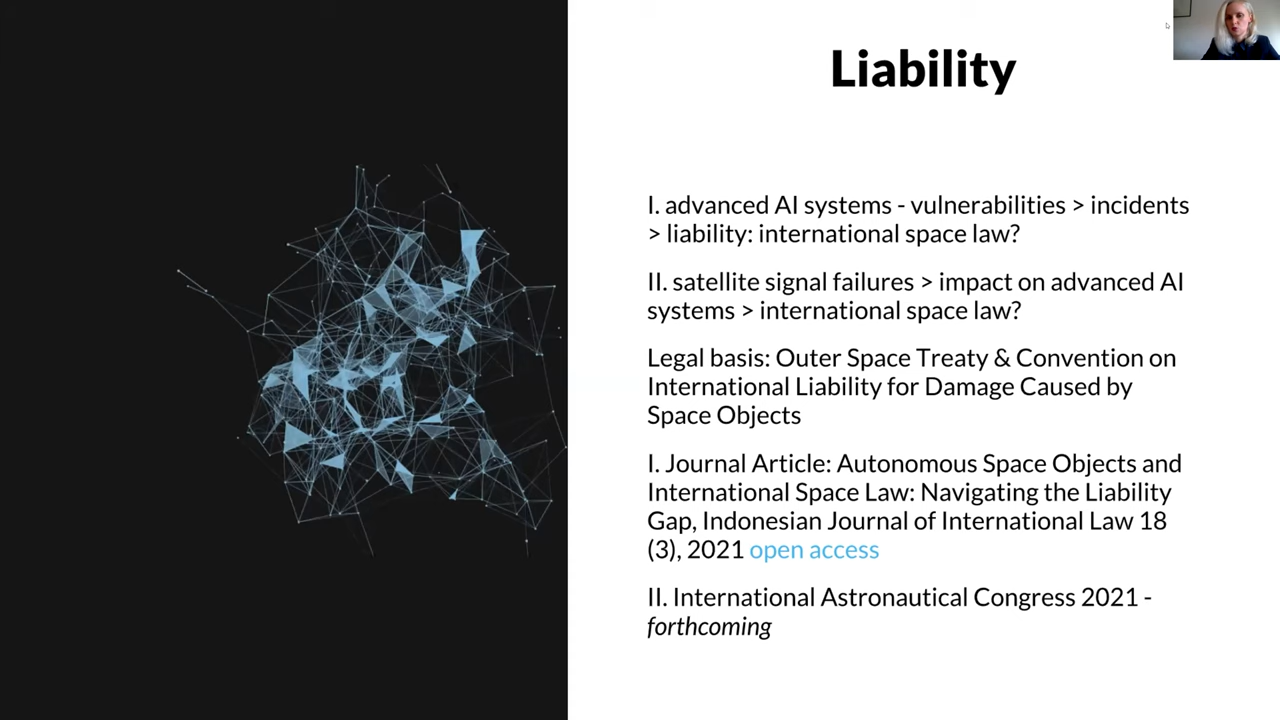 Liability
I. advanced AI systems - vulnerabilities > incidents
> liability: international space law?
II. satellite signal failures > impact on advanced AI
systems > international space law?
Legal basis: Outer Space Treaty & Convention on
International Liability for Damage Caused by
Space Objects
I. Journal Article: Autonomous Space Objects and
International Space Law: Navigating the Liability
Gap, Indonesian Journal of International Law 18
(3), 2021 open access
II. International Astronautical Congress 2021 -
forthcoming